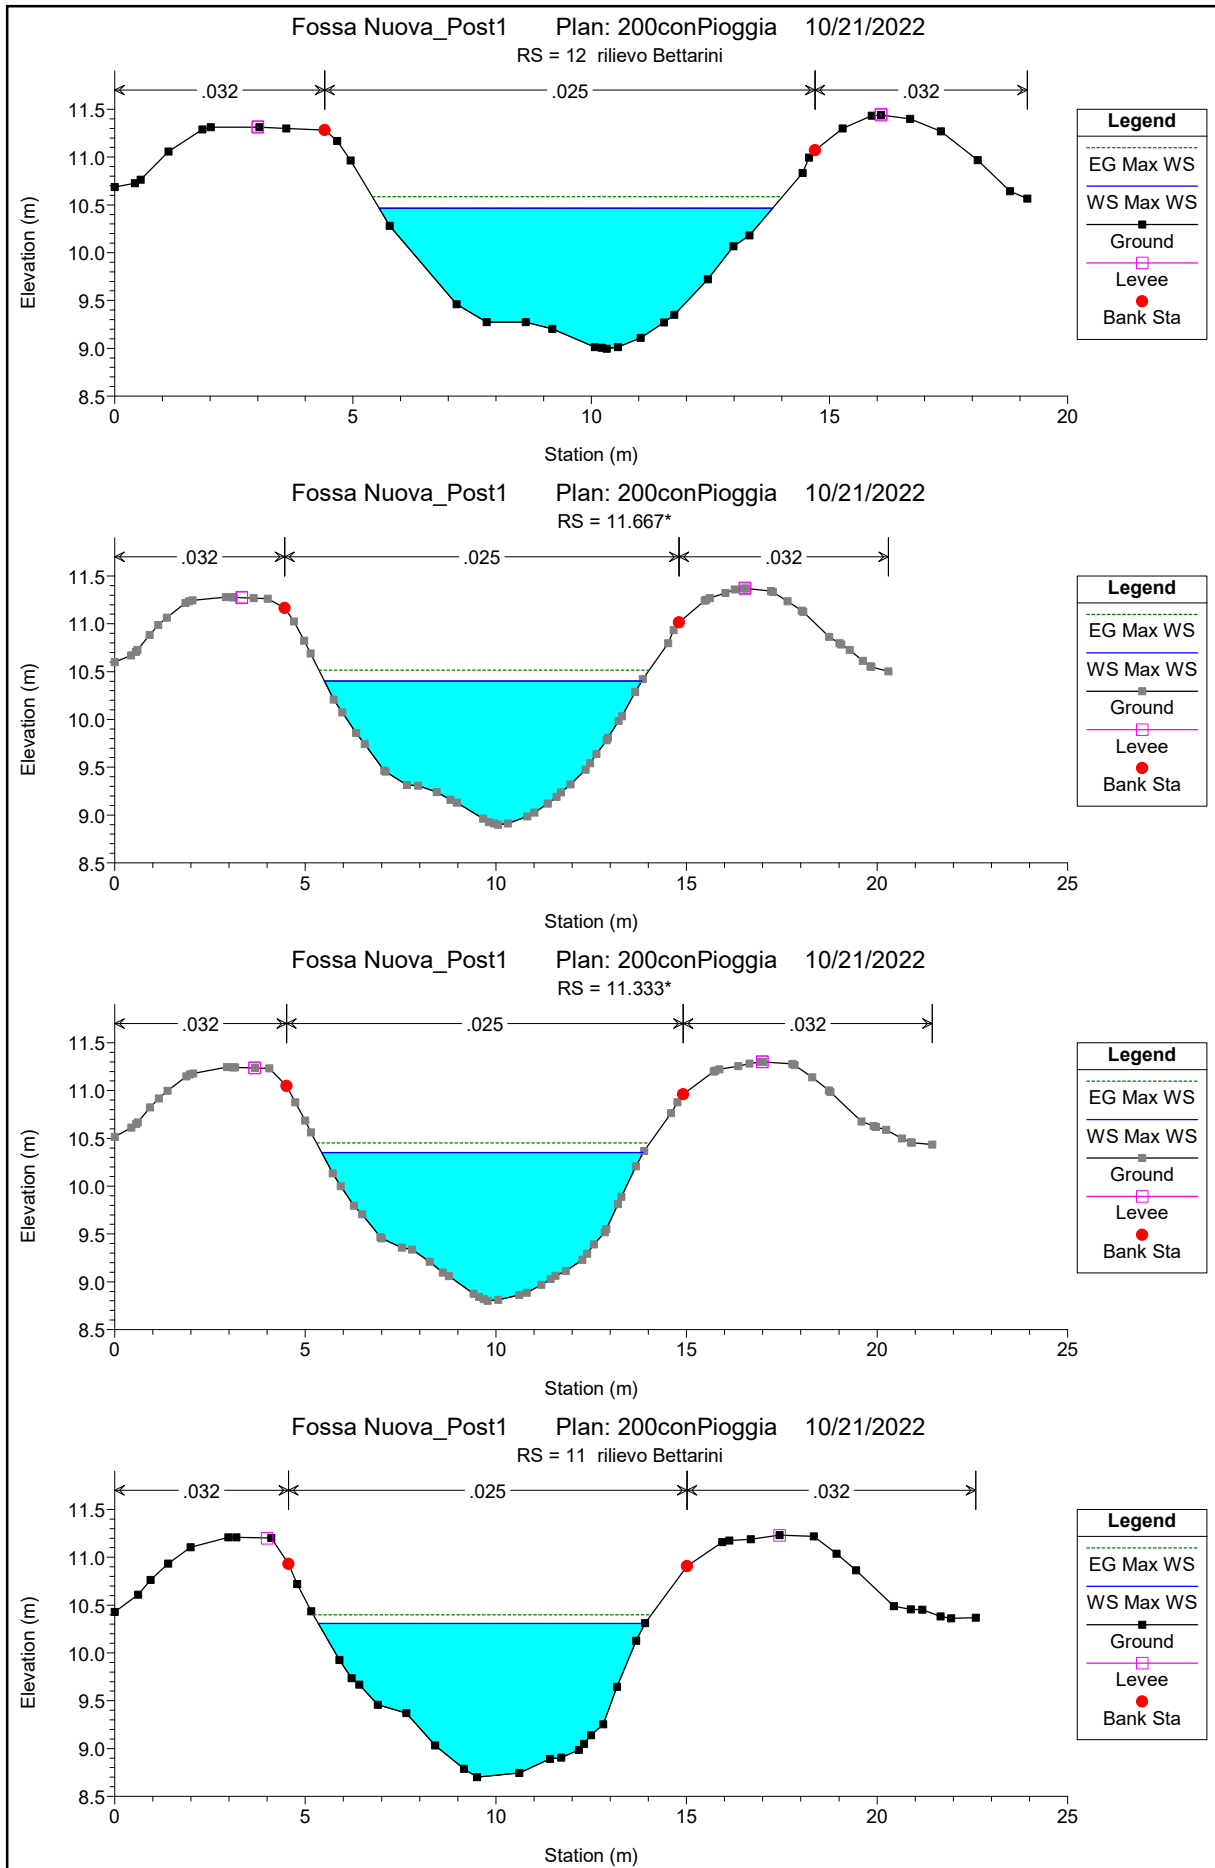 Fossa Nuova_Post1 Plan: 200conPioggia 10/21/2022
RS = 12 rilievo Bettarini
.032 .025 .032
11.5
11.0
10.5
10.0
9.5
9.0
8.5
0 5 10 15 20
Station (m)
Elevation (m)
Legend
EG Max WS
WS Max WS
Ground
Levee
Bank Sta
Fossa Nuova_Post1 Plan: 200conPioggia 10/21/2022
RS = 11.667*
.032 .025 .032
11.5
11.0
10.5
10.0
9.5
9.0
8.5
0 5 10 15 20 25
Station (m)
Elevation (m)
Legend
EG Max WS
WS Max WS
Ground
Levee
Bank Sta
Fossa Nuova_Post1 Plan: 200conPioggia 10/21/2022
RS = 11.333*
.032 .025 .032
11.5
11.0
10.5
10.0
9.5
9.0
8.5
0 5 10 15 20 25
Station (m)
Elevation (m)
Legend
EG Max WS
WS Max WS
Ground
Levee
Bank Sta
Fossa Nuova_Post1 Plan: 200conPioggia 10/21/2022
RS = 11 rilievo Bettarini
.032 .025 .032
11.5
11.0
10.5
10.0
9.5
9.0
8.5
0 5 10 15 20 25
Station (m)
Elevation (m)
Legend
EG Max WS
WS Max WS
Ground
Levee
Bank Sta